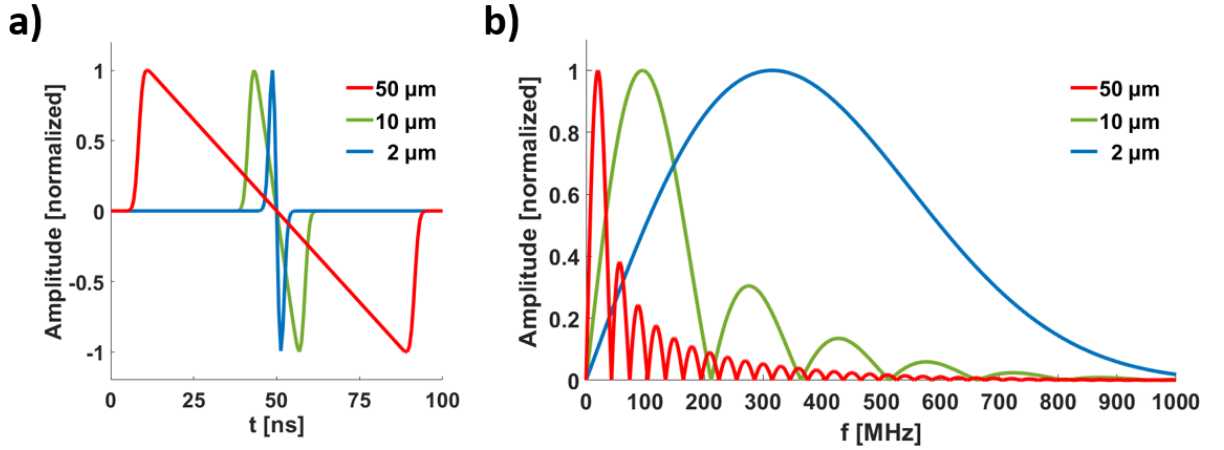 a)
Amplitude [normalized]
1
0.5
0
-0.5
-1
50 µm
10 µm
2 µm
0
25
50
75
100
t [ns]
b)
Amplitude [normalized]
1
0.8
0.6
0.4
0.2
0
50 µm
10 µm
2 µm
0
100
200
300
400
500
600
700
800
900
1000
f [MHz]